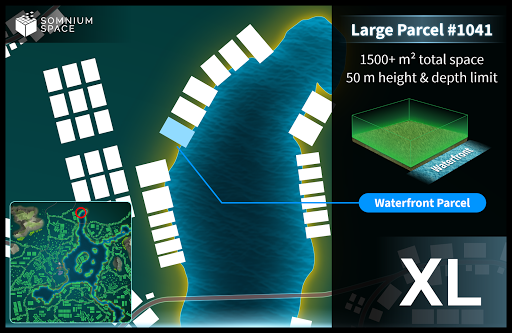 SOMNIUM
SPACE
Large Parcel #1041
1500+ m² total space
50 m height & depth limit
Waterfront
Waterfront Parcel
XL